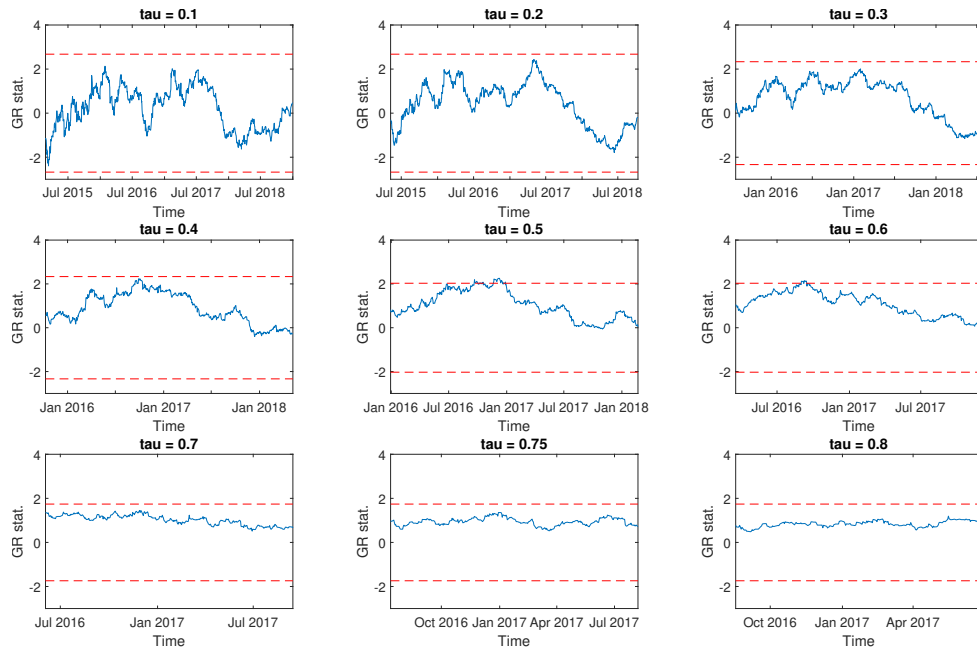 tau = 0.1
4
2
0
-2
GR stat.
Jul 2015
Jul 2016
Jul 2017
Jul 2018
Time
tau = 0.2
4
2
0
-2
GR stat.
Jul 2015
Jul 2016
Jul 2017
Jul 2018
Time
tau = 0.3
4
2
0
-2
GR stat.
Jan 2016
Jan 2017
Jan 2018
Time
tau = 0.4
4
2
0
-2
GR stat.
Jan 2016
Jan 2017
Jan 2018
Time
tau = 0.5
4
2
0
-2
GR stat.
Jan 2016
Jul 2016
Jan 2017
Jul 2017
Jan 2018
Time
tau = 0.6
4
2
0
-2
GR stat.
Jul 2016
Jan 2017
Jul 2017
Time
tau = 0.7
4
2
0
-2
GR stat.
Jul 2016
Jan 2017
Jul 2017
Time
tau = 0.75
4
2
0
-2
GR stat.
Oct 2016
Jan 2017
Apr 2017
Jul 2017
Time
tau = 0.8
4
2
0
-2
GR stat.
Oct 2016
Jan 2017
Apr 2017
Time